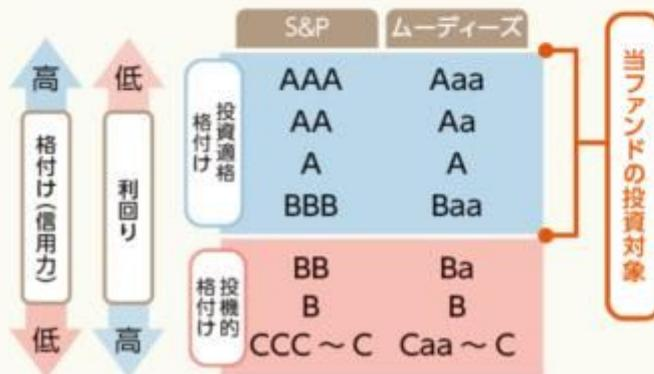 S&P ムーディーズ
高 低
格付け(信用力)
利回り
低 高
投資適格
格付け
AAA Aaa
AA Aa
A A
BBB Baa
投機的
格付け
BB Ba
B B
CCC ~ C Caa ~ C
当ファンドの投資対象